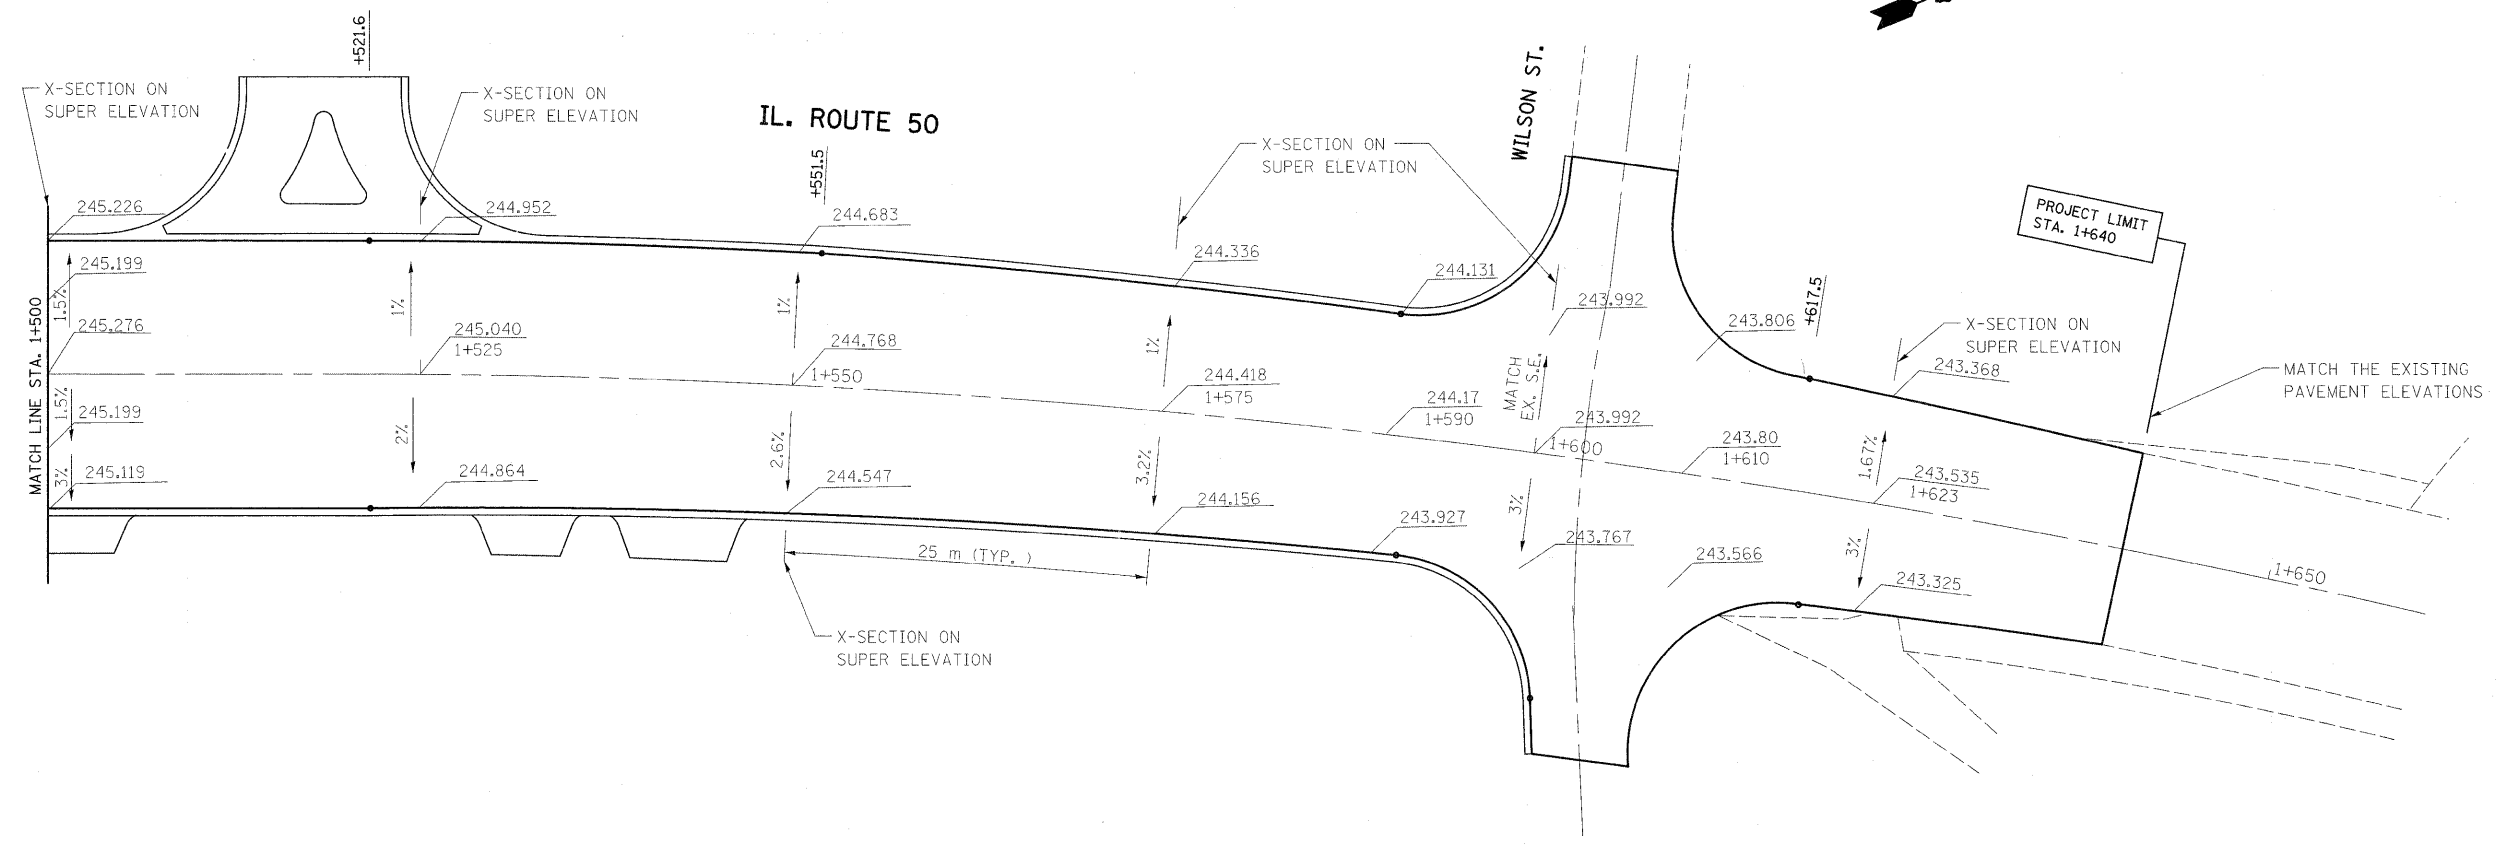 +521.6
X-SECTION ON
SUPER ELEVATION
X-SECTION ON
SUPER ELEVATION
IL. ROUTE 50
WILSON ST.
X-SECTION ON
SUPER ELEVATION
+551.5
245.226
244.952
244.683
244.336
244.131
PROJECT LIMIT
STA. 1+640
245.199
1.5%
1%
1%
1%
243.992
243.806
+617.5
X-SECTION ON
SUPER ELEVATION
243.368
MATCH THE EXISTING
PAVEMENT ELEVATIONS
MATCH LINE STA. 1+500
245.276
245.040
1+525
244.768
1+550
244.418
1+575
244.17
1+590
MATCH
EX. S.E.
243.992
1+600
243.80
1+610
1.67%
243.535
1+623
1.5%
245.199
2%
2.6%
3.2%
3%
3%
3%
245.119
244.864
244.547
244.156
243.927
243.767
243.566
243.325
1+650
25 m (TYP. )
X-SECTION ON
SUPER ELEVATION